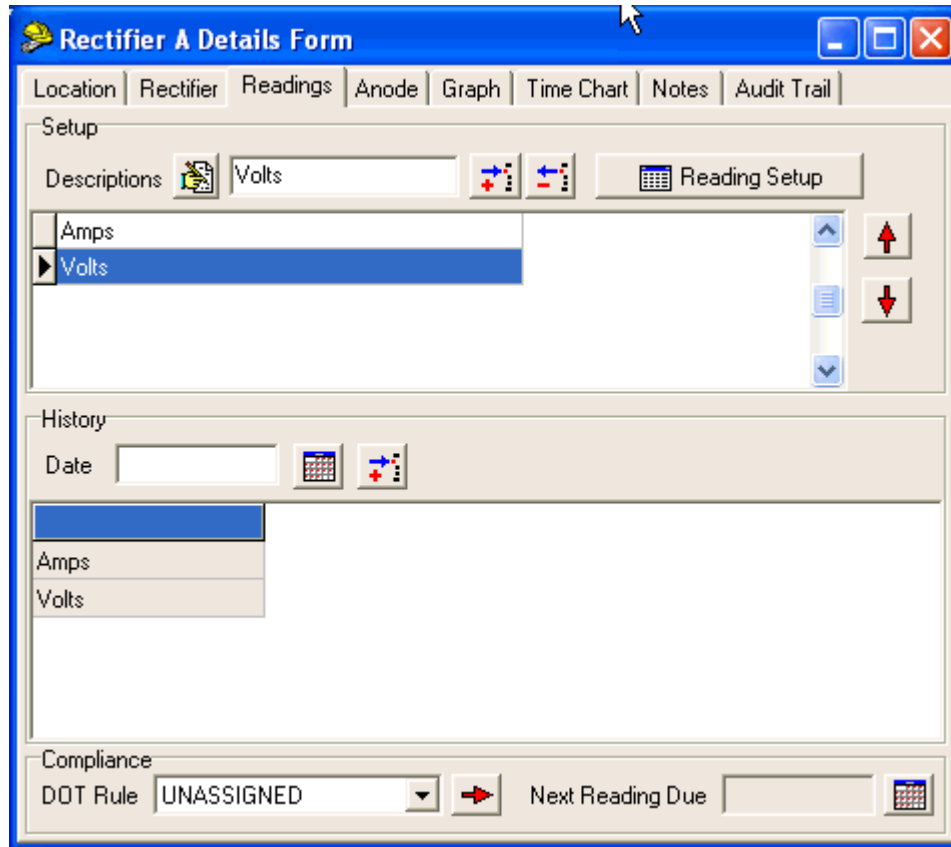 Rectifier A Details Form
Location Rectifier Readings Anode Graph Time Chart Notes Audit Trail
Setup
Descriptions Volts Reading Setup
Amps
Volts
History
Date
Amps
Volts
Compliance
DOT Rule UNASSIGNED Next Reading Due